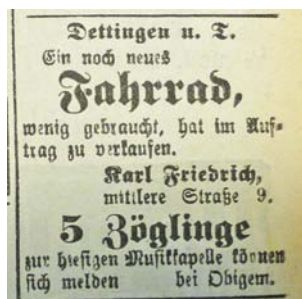 Dettingen u. T.
Ein noch neues
Fahrrad,
wenig gebraucht, hat im Auf-
trag zu verkaufen.
Karl Friedrich,
mittlere Straße 9.
5 Zöglinge
zur hiesigen Musikkapelle können
sich melden bei Obigem.